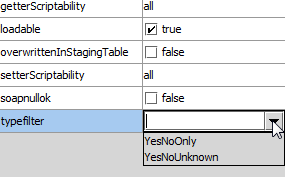 getterScriptability all
loadable true
overwrittenInStagingTable false
setterScriptability all
soapnullok false
typefilter
YesNoOnly
YesNoUnknown